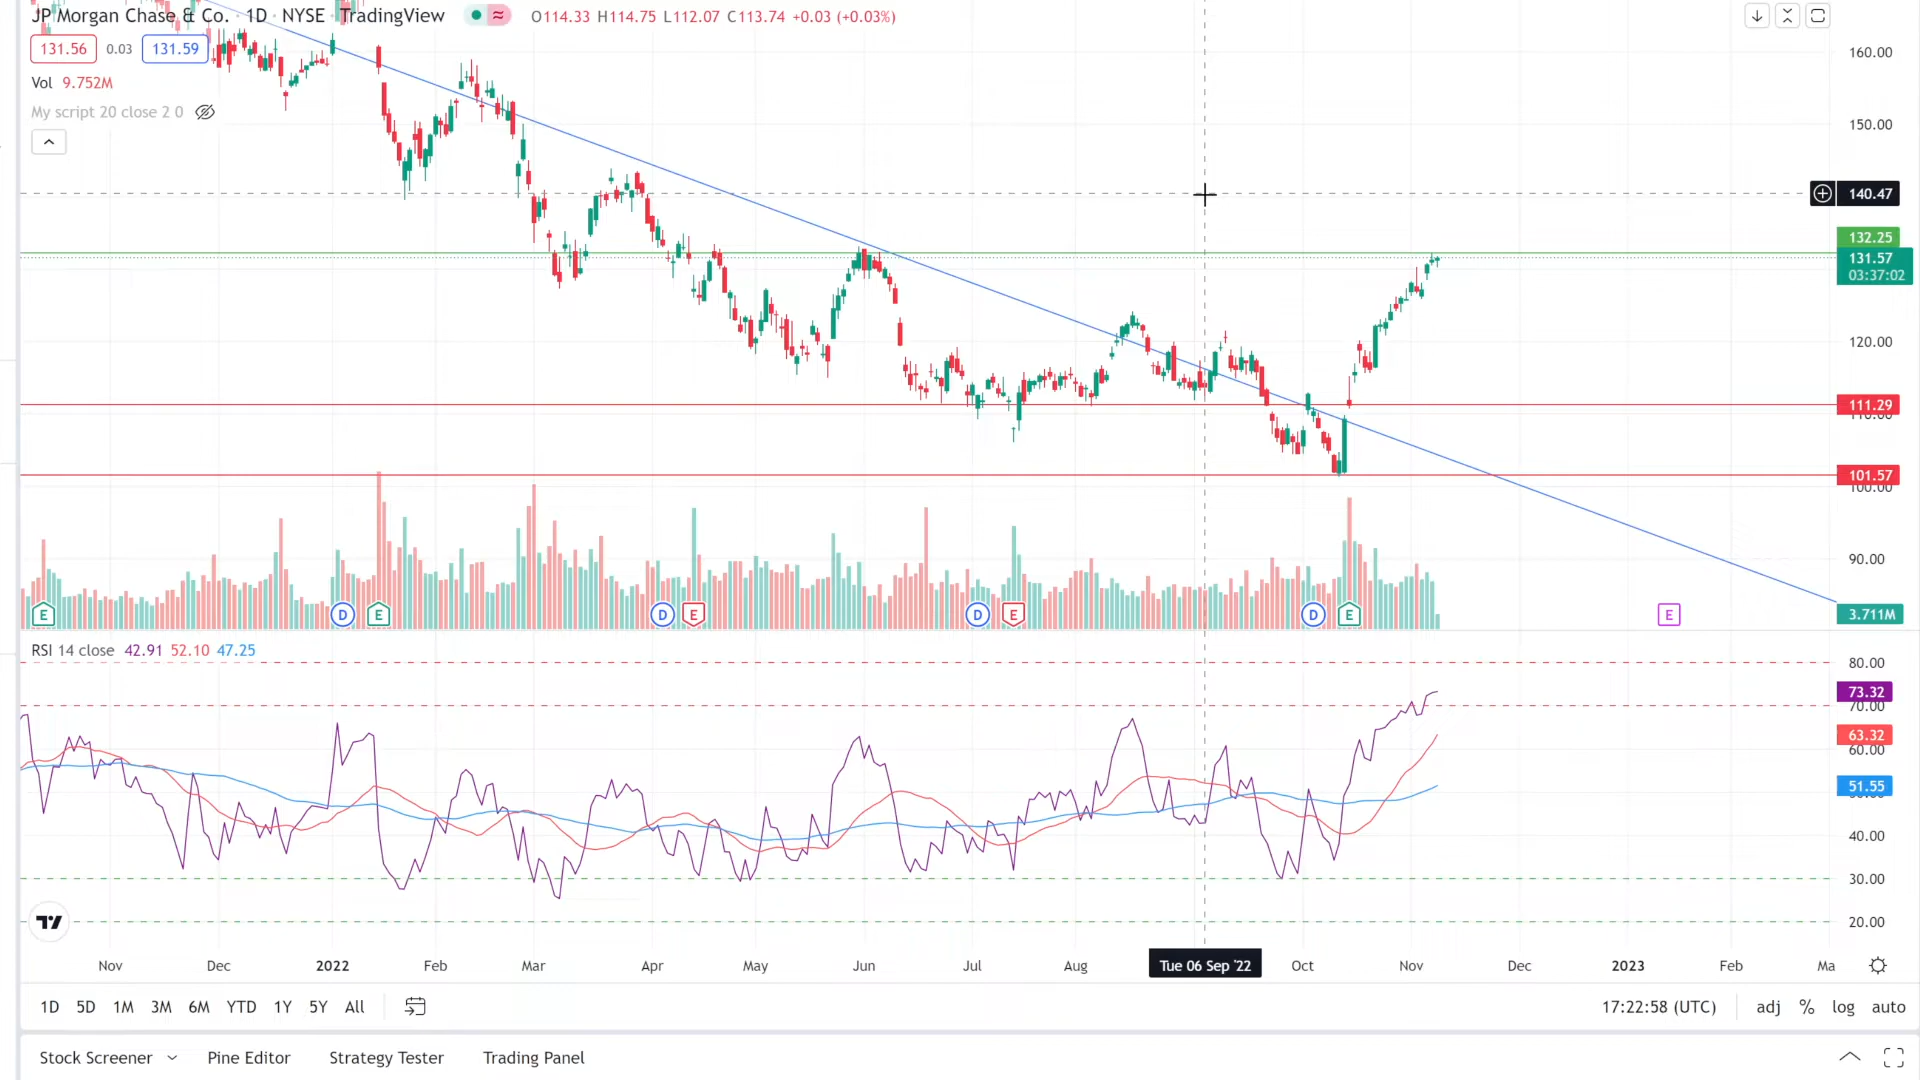 JP Morgan Chase & Co. · 1D · NYSE · TradingView O114.33 H114.75 L112.07 C113.74 +0.03 (+0.03%)
131.56 0.03 131.59
Vol 9.752M
My script 20 close 2 0
160.00
150.00
140.47
132.25
131.57
03:37:02
120.00
111.29
110.00
101.57
100.00
90.00
E D E D E D E D E E 3.711M
RSI 14 close 42.91 52.10 47.25
80.00
73.32
70.00
63.32
60.00
51.55
40.00
30.00
20.00
Nov Dec 2022 Feb Mar Apr May Jun Jul Aug Tue 06 Sep '22 Oct Nov Dec 2023 Feb Ma
1D 5D 1M 3M 6M YTD 1Y 5Y All 17:22:58 (UTC) adj % log auto
Stock Screener Pine Editor Strategy Tester Trading Panel